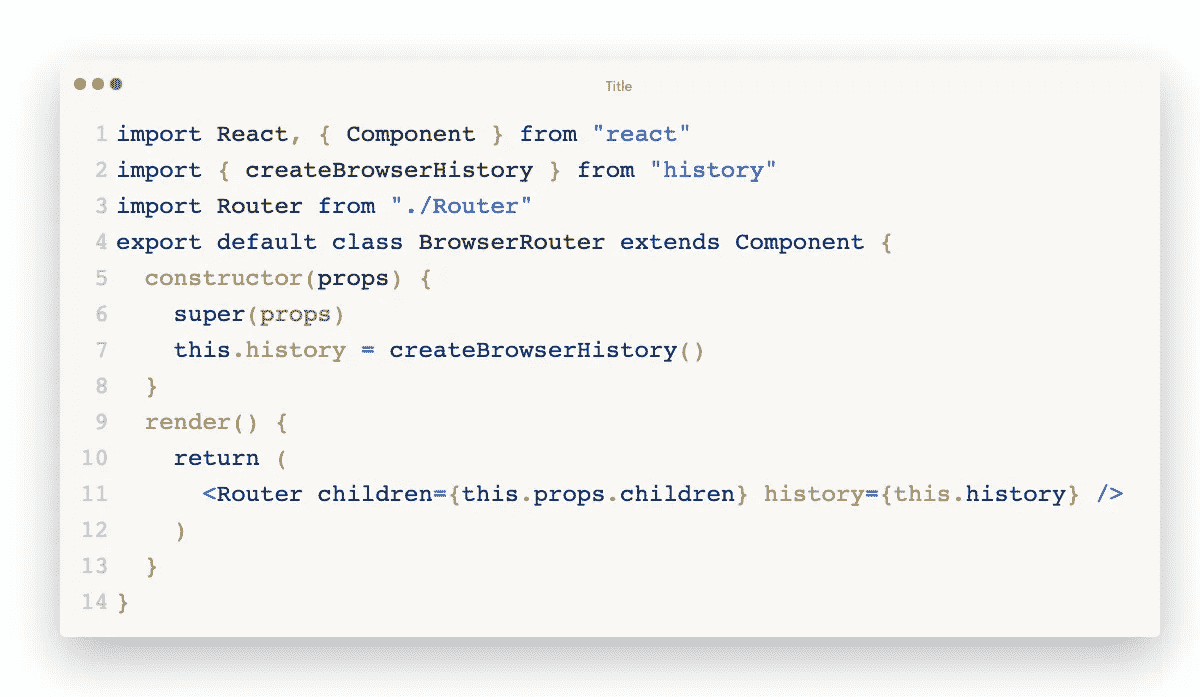 Title
1 import React, { Component } from "react"
2 import { createBrowserHistory } from "history"
3 import Router from "./Router"
4 export default class BrowserRouter extends Component {
5   constructor(props) {
6     super(props)
7     this.history = createBrowserHistory()
8   }
9   render() {
10     return (
11       <Router children={this.props.children} history={this.history} />
12     )
13   }
14 }